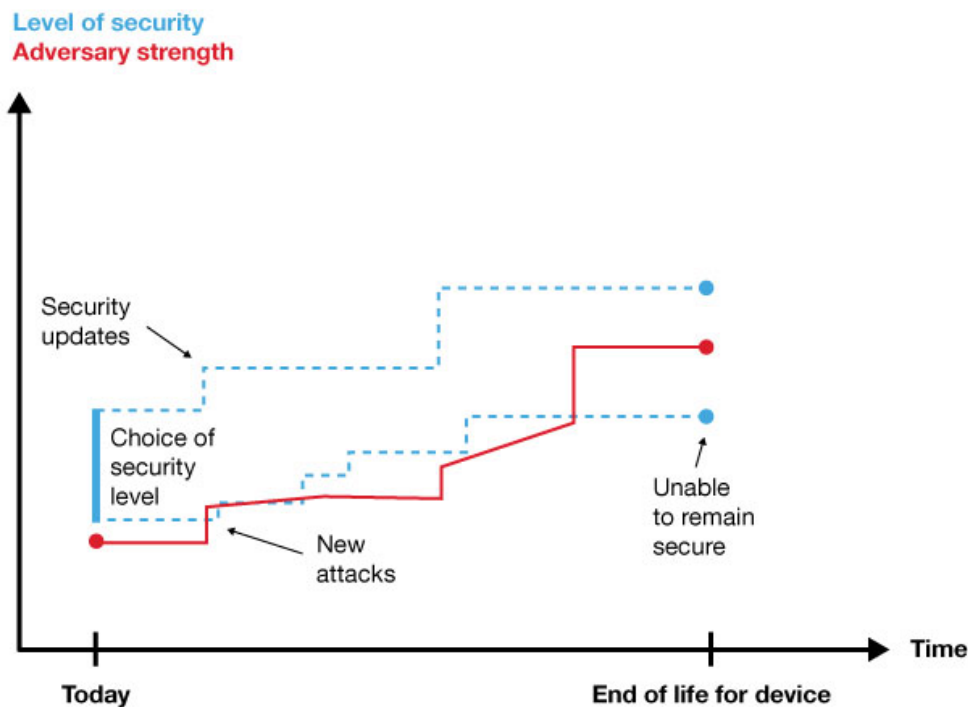 Level of security
Adversary strength
Security
updates
Choice of
security
level
New
attacks
Unable
to remain
secure
Time
Today
End of life for device